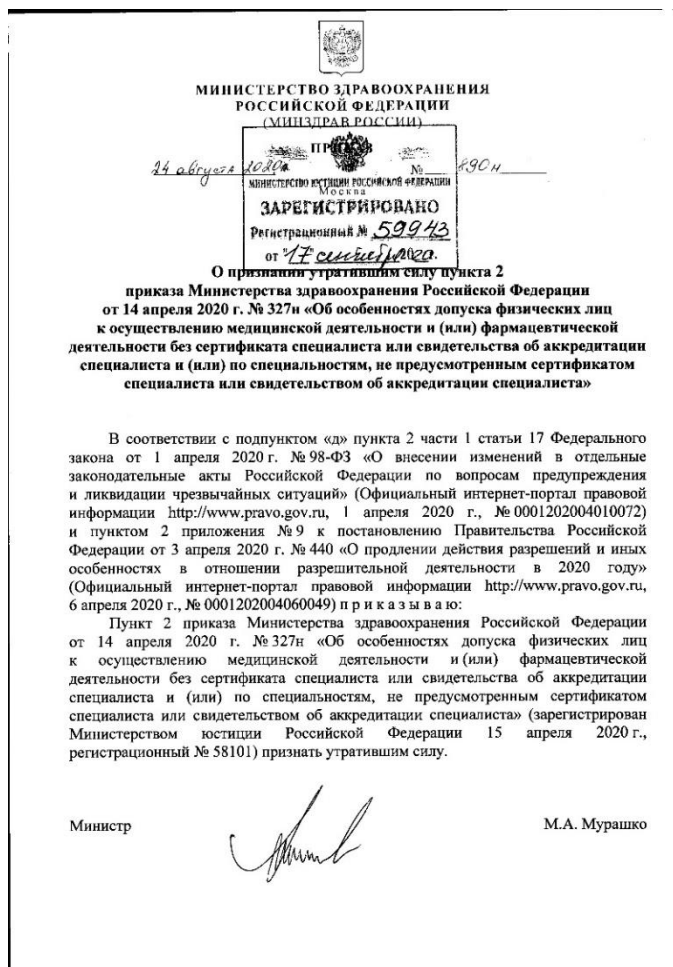 МИНИСТЕРСТВО ЗДРАВООХРАНЕНИЯ
РОССИЙСКОЙ ФЕДЕРАЦИИ
(МИНЗДРАВ РОССИИ)
ПРИКАЗ
24 августа 2020г. № 890н
МИНИСТЕРСТВО ЮСТИЦИИ РОССИЙСКОЙ ФЕДЕРАЦИИ
Москва
ЗАРЕГИСТРИРОВАНО
Регистрационный № 59943
от "17" сентября 2020.
О признании утратившим силу пункта 2
приказа Министерства здравоохранения Российской Федерации
от 14 апреля 2020 г. № 327н «Об особенностях допуска физических лиц
к осуществлению медицинской деятельности и (или) фармацевтической
деятельности без сертификата специалиста или свидетельства об аккредитации
специалиста и (или) по специальностям, не предусмотренным сертификатом
специалиста или свидетельством об аккредитации специалиста»
В соответствии с подпунктом «д» пункта 2 части 1 статьи 17 Федерального
закона от 1 апреля 2020 г. № 98-ФЗ «О внесении изменений в отдельные
законодательные акты Российской Федерации по вопросам предупреждения
и ликвидации чрезвычайных ситуаций» (Официальный интернет-портал правовой
информации http://www.pravo.gov.ru, 1 апреля 2020 г., № 0001202004010072)
и пунктом 2 приложения № 9 к постановлению Правительства Российской
Федерации от 3 апреля 2020 г. № 440 «О продлении действия разрешений и иных
особенностях в отношении разрешительной деятельности в 2020 году»
(Официальный интернет-портал правовой информации http://www.pravo.gov.ru,
6 апреля 2020 г., № 0001202004060049) п р и к а з ы в а ю:
Пункт 2 приказа Министерства здравоохранения Российской Федерации
от 14 апреля 2020 г. № 327н «Об особенностях допуска физических лиц
к осуществлению медицинской деятельности и (или) фармацевтической
деятельности без сертификата специалиста или свидетельства об аккредитации
специалиста и (или) по специальностям, не предусмотренным сертификатом
специалиста или свидетельством об аккредитации специалиста» (зарегистрирован
Министерством юстиции Российской Федерации 15 апреля 2020 г.,
регистрационный № 58101) признать утратившим силу.
Министр М.А. Мурашко